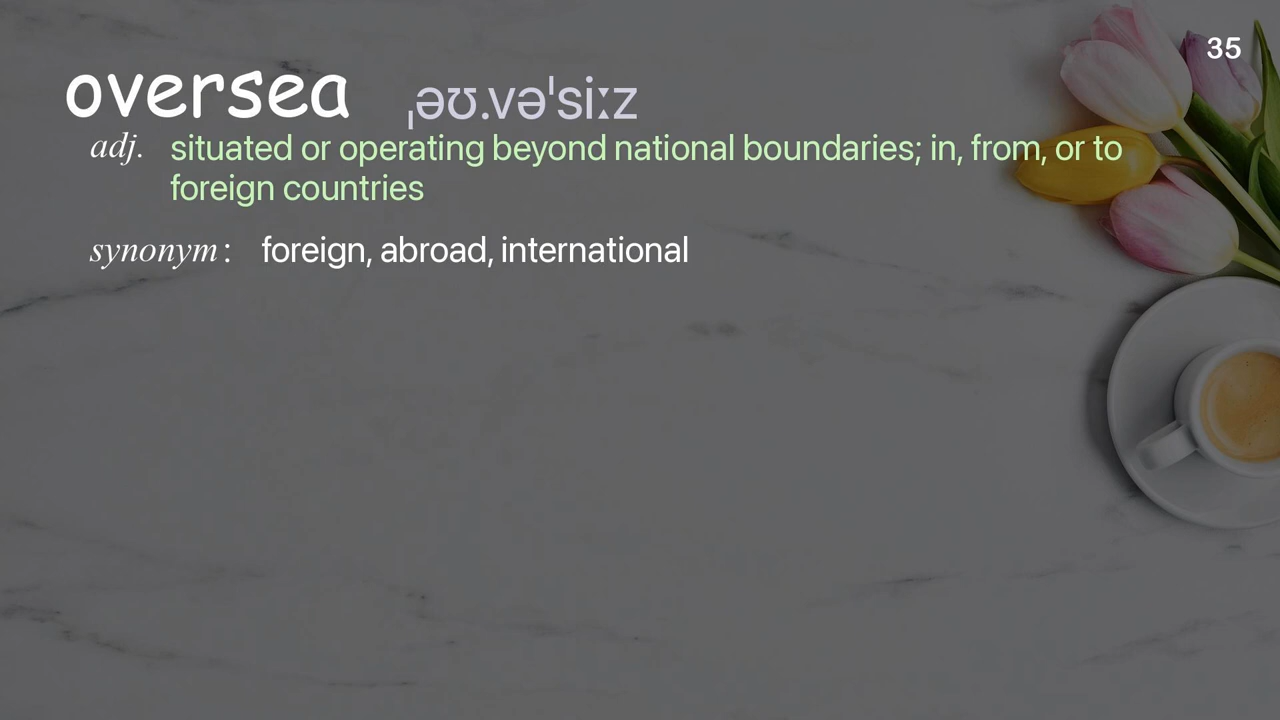 35
oversea ˌəʊ.vəˈsiːz
adj. situated or operating beyond national boundaries; in, from, or to
foreign countries
synonym: foreign, abroad, international